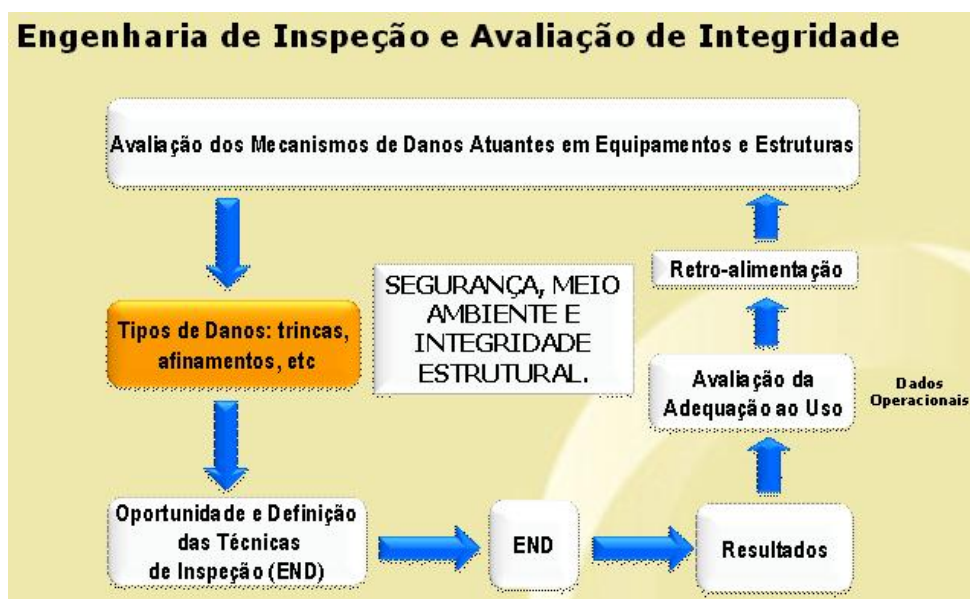 Engenharia de Inspeção e Avaliação de Integridade
Avaliação dos Mecanismos de Danos Atuantes em Equipamentos e Estruturas
Tipos de Danos: trincas,
afinamentos, etc
SEGURANÇA, MEIO
AMBIENTE E
INTEGRIDADE
ESTRUTURAL.
Retro-alimentação
Avaliação da
Adequação ao Uso
Dados
Operacionais
Oportunidade e Definição
das Técnicas
de Inspeção (END)
END
Resultados